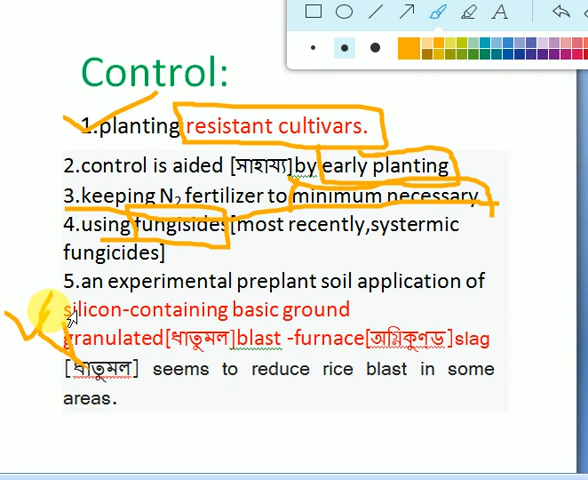 Control:
1.planting resistant cultivars.
2.control is aided [সাহায্য]by early planting
3.keeping N₂ fertilizer to minimum necessary
4.using fungisides[most recently,systermic
fungicides]
5.an experimental preplant soil application of
silicon-containing basic ground
granulated[ধাতুমল]blast -furnace[অগ্নিকুণ্ড]slag
[ধাতুমল] seems to reduce rice blast in some
areas.